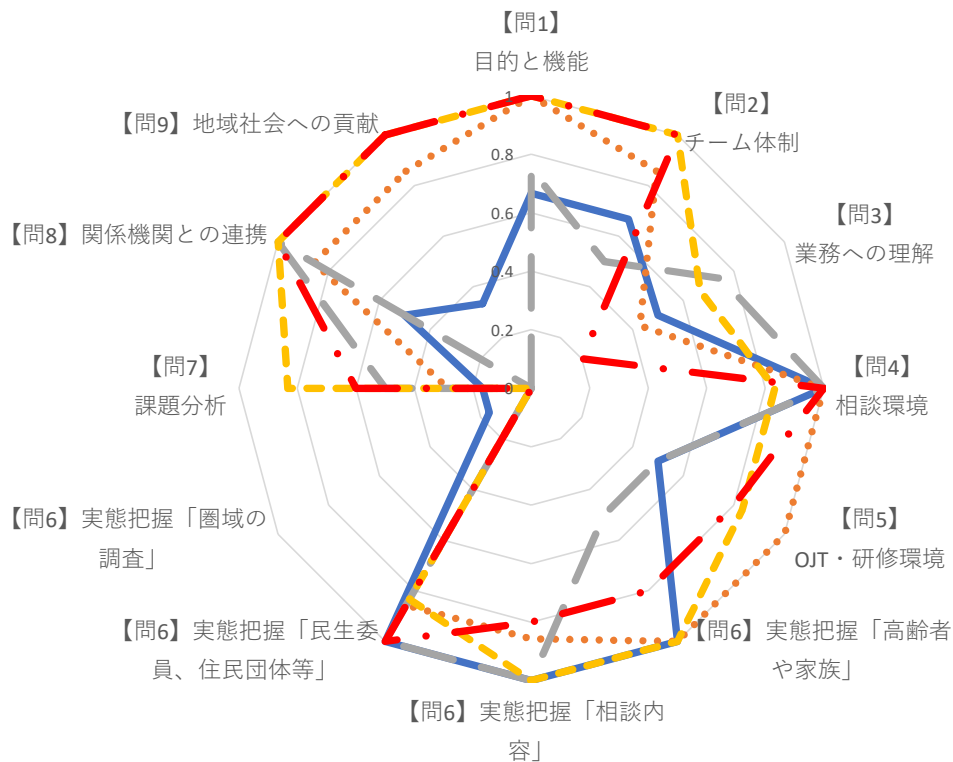 【問1】
目的と機能
【問2】
チーム体制
【問3】
業務への理解
【問4】
相談環境
【問5】
OJT・研修環境
【問6】実態把握「高齢者
や家族」
【問6】実態把握「相談内
容」
【問6】実態把握「民生委
員、住民団体等」
【問6】実態把握「圏域の
調査」
【問7】
課題分析
【問8】関係機関との連携
【問9】地域社会への貢献
1
0.8
0.6
0.4
0.2
0